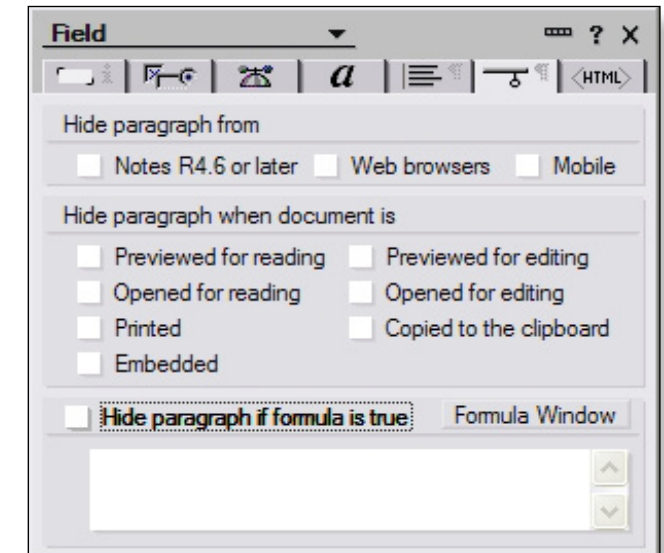 Field ? X
a <HTML>
Hide paragraph from
Notes R4.6 or later Web browsers Mobile
Hide paragraph when document is
Previewed for reading Previewed for editing
Opened for reading Opened for editing
Printed Copied to the clipboard
Embedded
Hide paragraph if formula is true Formula Window